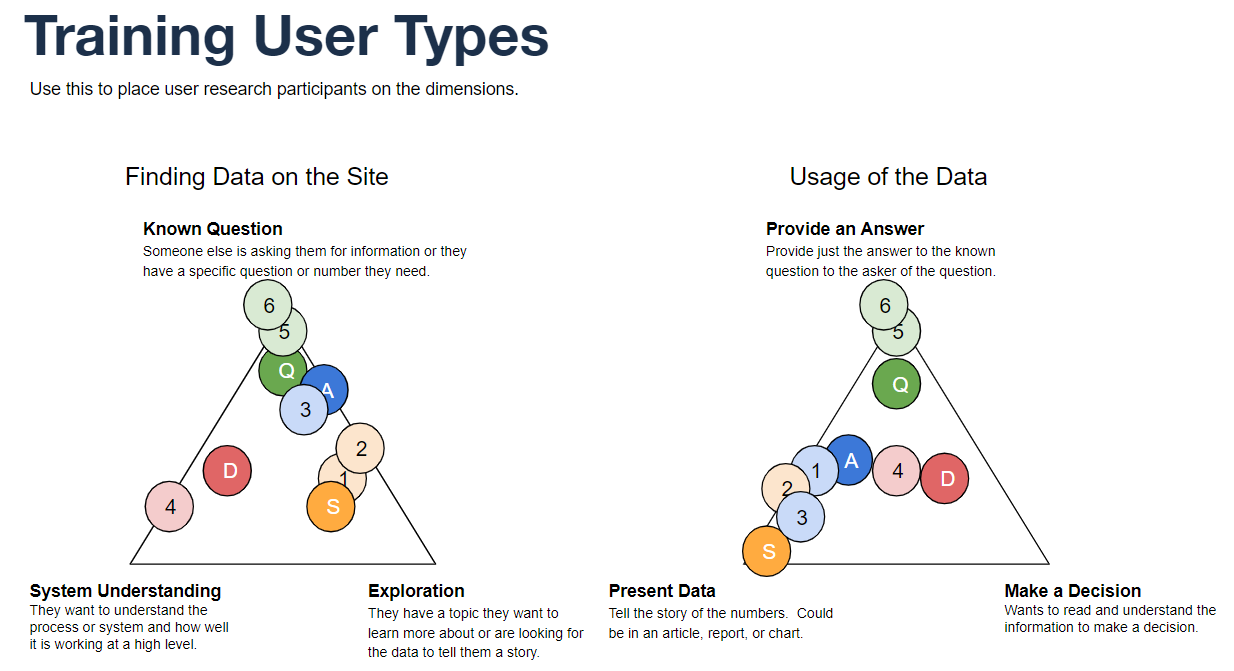 Training User Types
Use this to place user research participants on the dimensions.
Finding Data on the Site
Known Question
Someone else is asking them for information or they
have a specific question or number they need.
6
5
Q
A
3
2
1
D
S
4
System Understanding
They want to understand the
process or system and how well
it is working at a high level.
Exploration
They have a topic they want to
learn more about or are looking for
the data to tell them a story.
Usage of the Data
Provide an Answer
Provide just the answer to the known
question to the asker of the question.
6
5
Q
A
1
4
D
2
3
S
Present Data
Tell the story of the numbers.  Could
be in an article, report, or chart.
Make a Decision
Wants to read and understand the
information to make a decision.